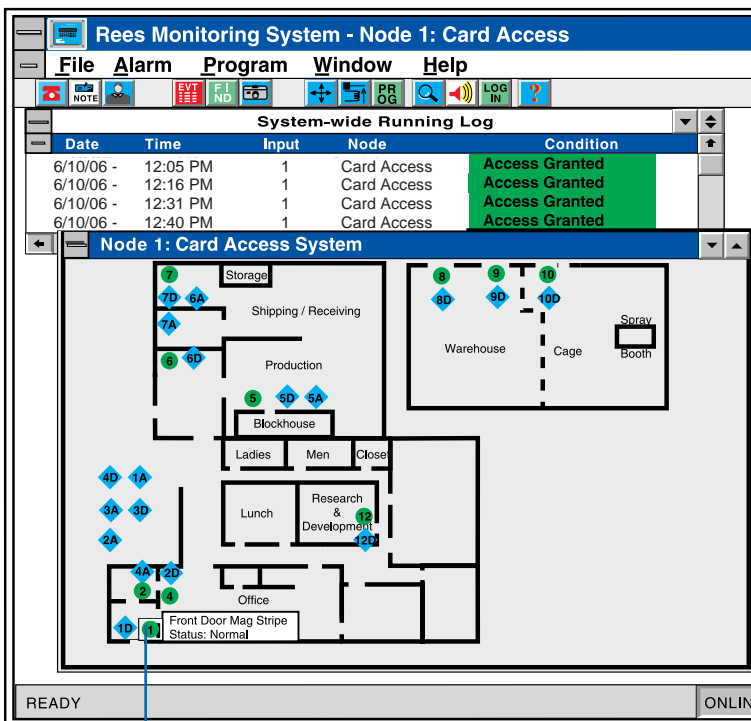 Rees Monitoring System - Node 1: Card Access
File Alarm Program Window Help
NOTE EVT FIND PROG LOG IN ?
System-wide Running Log
Date Time Input Node Condition
6/10/06 - 12:05 PM 1 Card Access Access Granted
6/10/06 - 12:16 PM 1 Card Access Access Granted
6/10/06 - 12:31 PM 1 Card Access Access Granted
6/10/06 - 12:40 PM 1 Card Access Access Granted
Node 1: Card Access System
7 Storage 8 9 10
7D 6A 8D 9D 10D
Shipping / Receiving
7A Spray
6 6D Warehouse Cage Booth
Production
5 5D 5A
Blockhouse
Ladies Men Closet
4D 1A
Research
3A 3D Lunch &
12
Development
2A 12D
4A 2D
2 4 Office
1D 1 Front Door Mag Stripe
Status: Normal
READY ONLIN